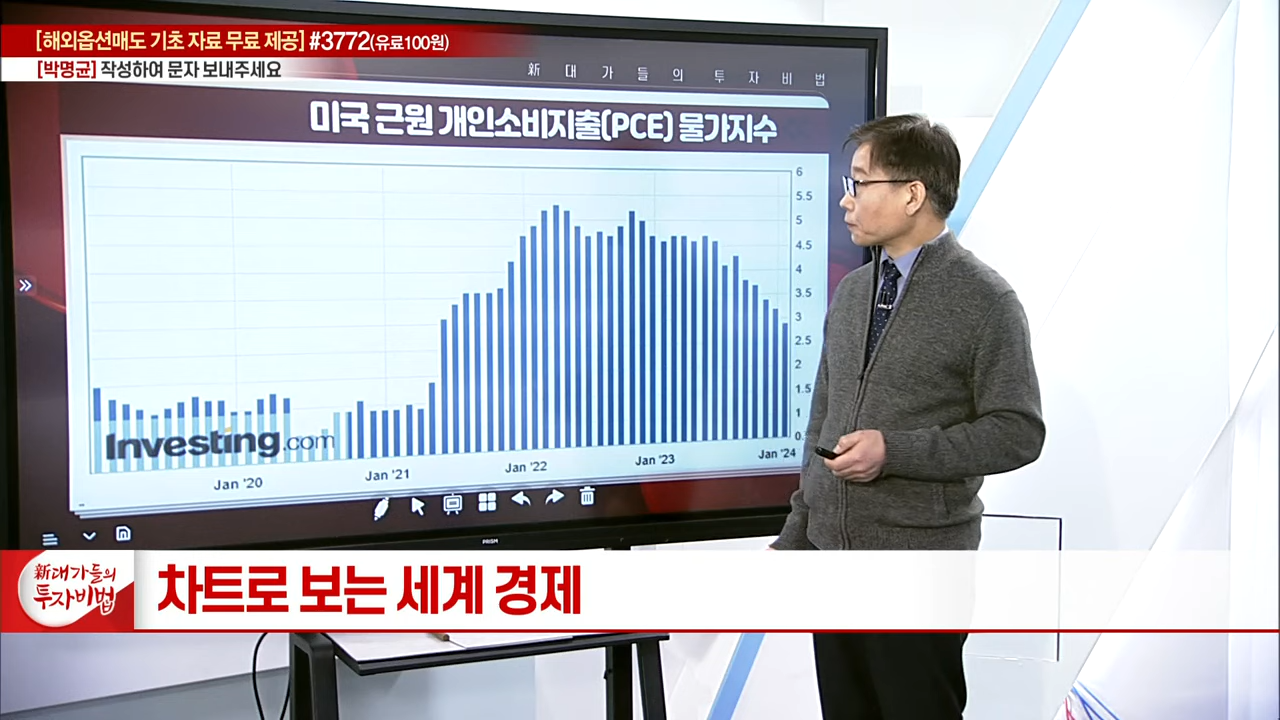 [해외옵션매도 기초 자료 무료 제공] #3772(유료100원)
[박명균] 작성하여 문자 보내주세요
新 대 가 들 의 투 자 비 법
미국 근원 개인소비지출(PCE) 물가지수
6
5.5
5
4.5
4
3.5
3
2.5
2
1.5
1
0.
Investing.com
Jan '20
Jan '21
Jan '22
Jan '23
Jan '24
PRISM
新대가들의
투자비법
차트로 보는 세계 경제